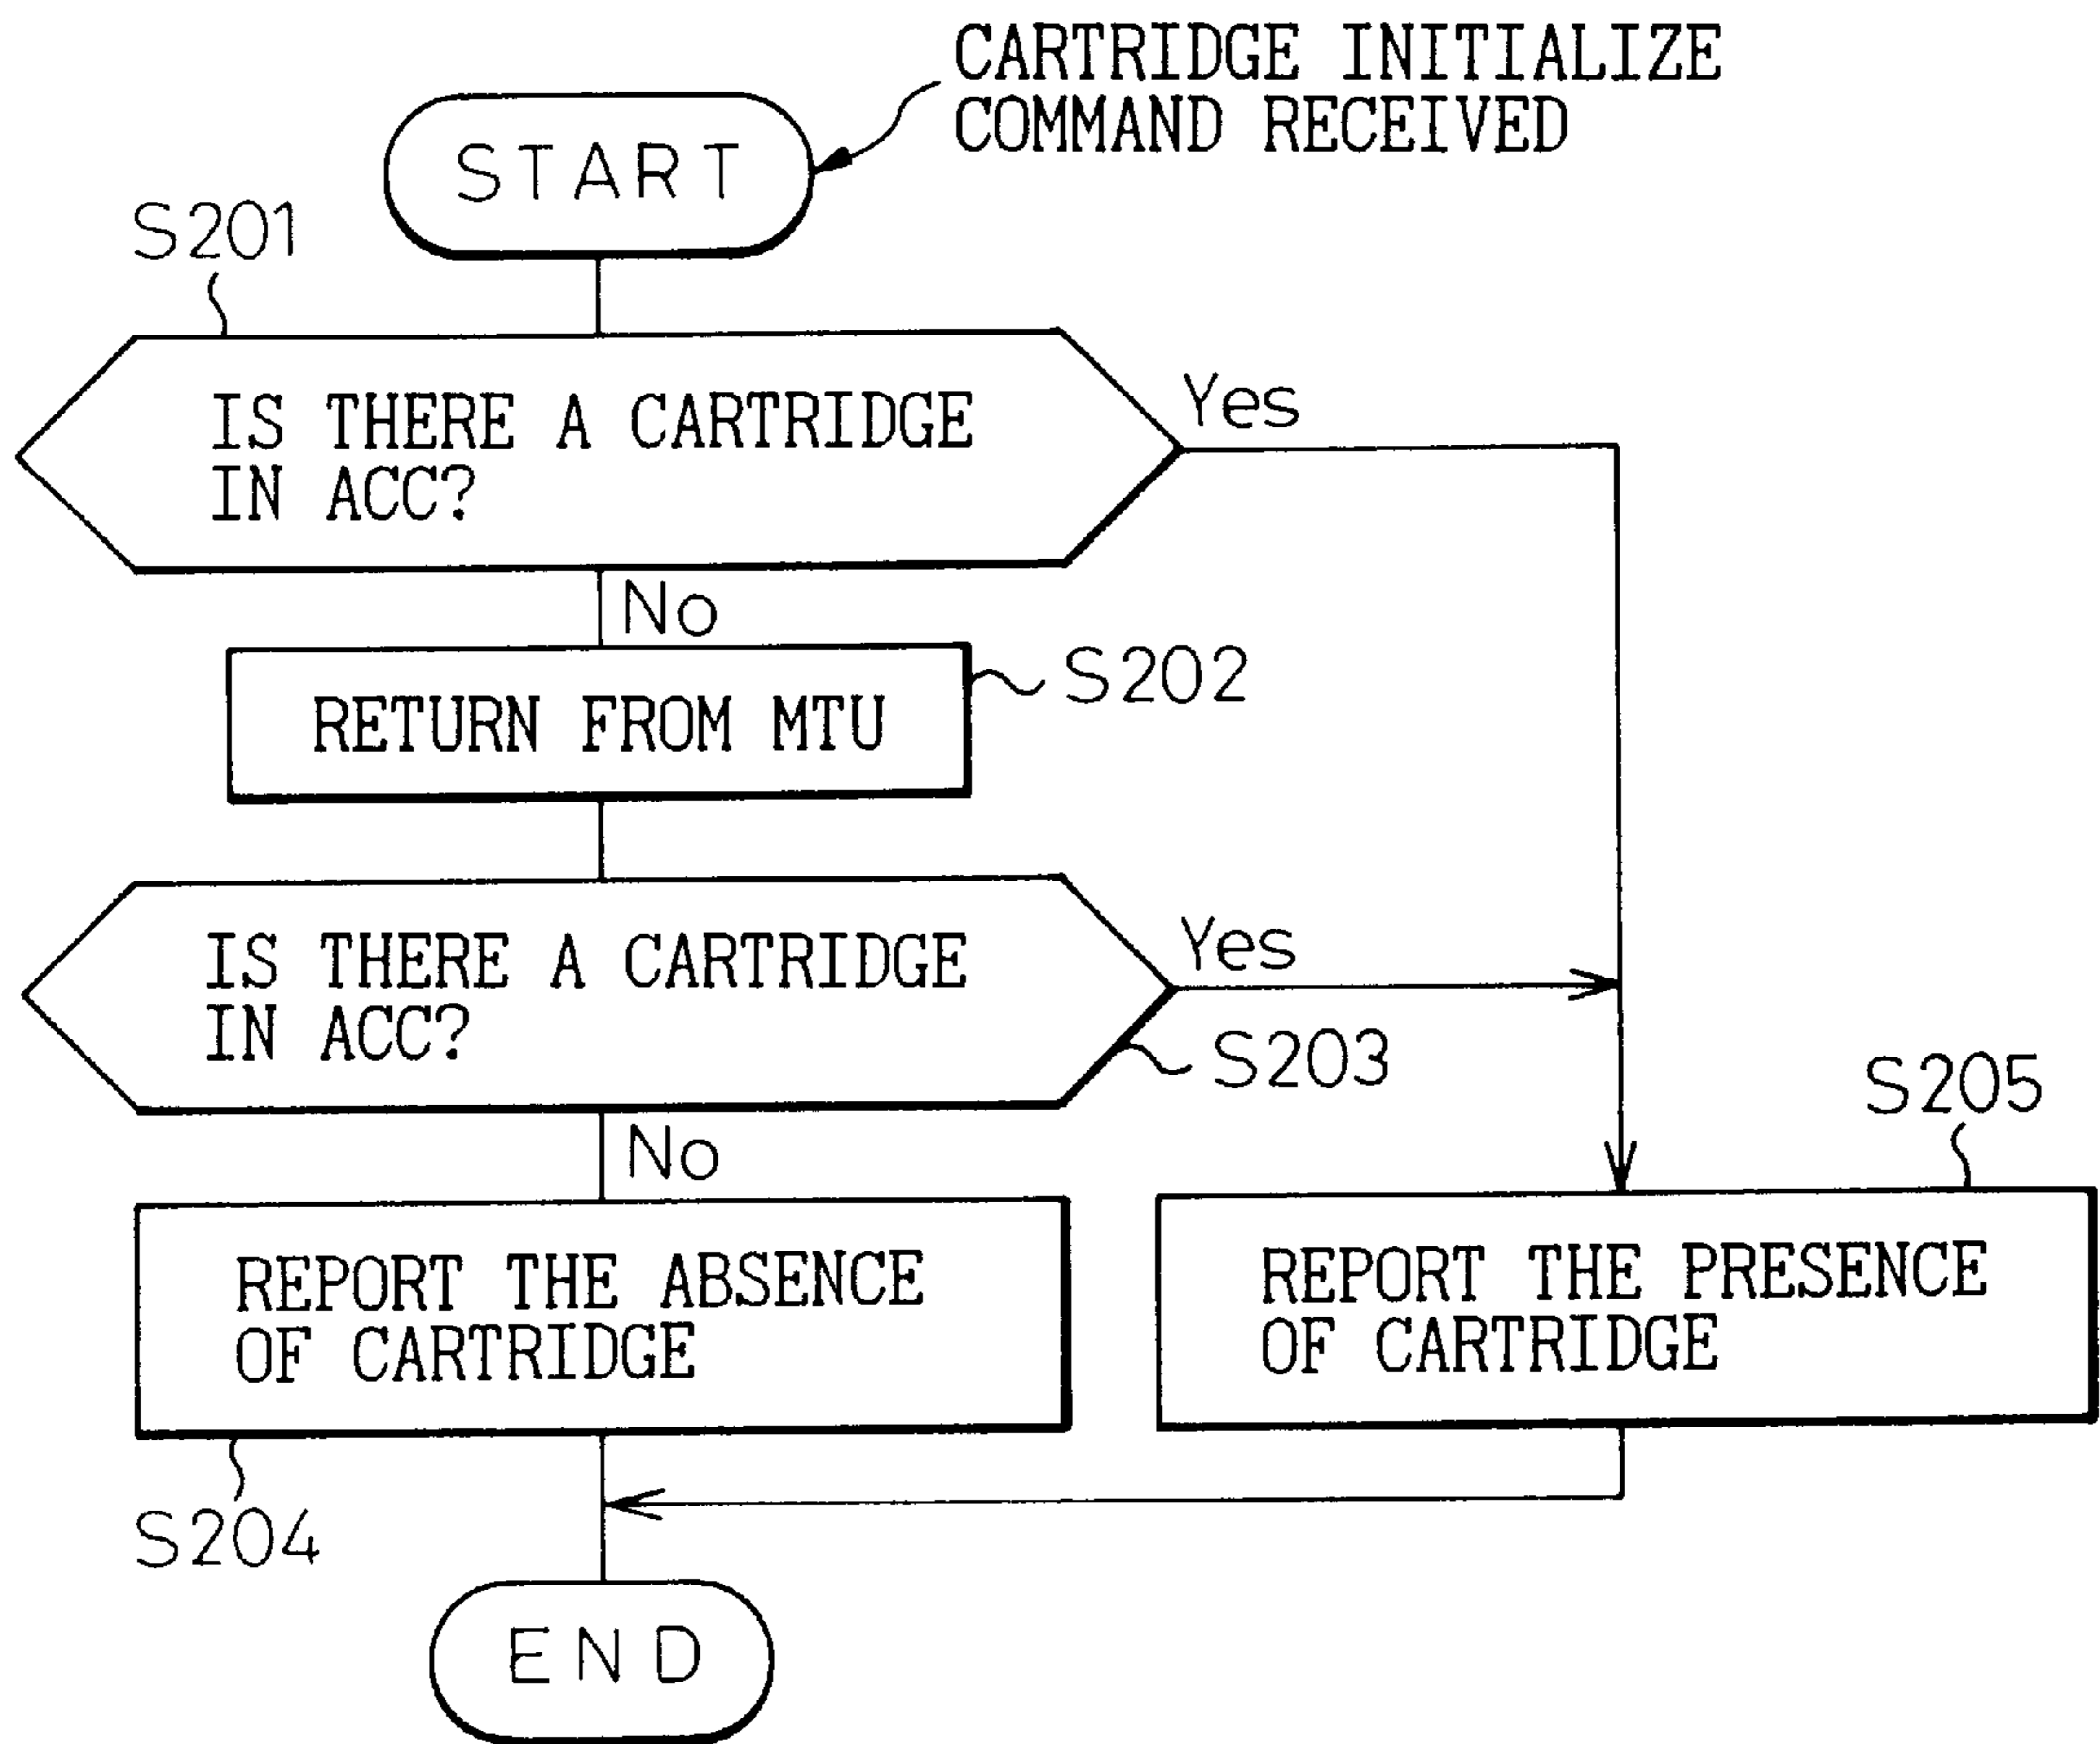 CARTRIDGE INITIALIZE
COMMAND RECEIVED
START
S201
IS THERE A CARTRIDGE
IN ACC?
Yes
No
S202
RETURN FROM MTU
IS THERE A CARTRIDGE
IN ACC?
Yes
S203
No
S205
REPORT THE ABSENCE
OF CARTRIDGE
REPORT THE PRESENCE
OF CARTRIDGE
S204
END